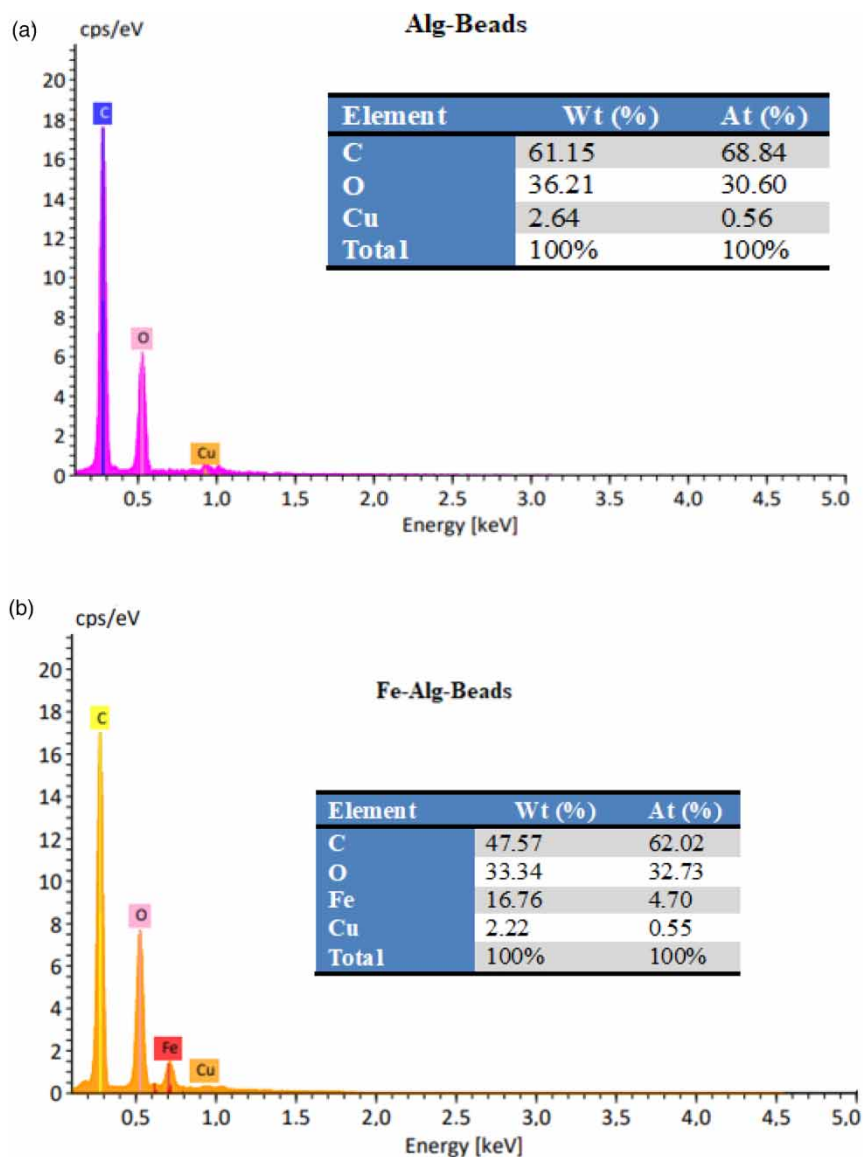 (a)
cps/eV
Alg-Beads
20
18
16
14
12
10
8
6
4
2
0
C
O
Cu
Element Wt (%) At (%)
C 61.15 68.84
O 36.21 30.60
Cu 2.64 0.56
Total 100% 100%
0,5 1,0 1,5 2,0 2,5 3,0 3,5 4,0 4,5 5,0
Energy [keV]
(b)
cps/eV
Fe-Alg-Beads
20
18
16
14
12
10
8
6
4
2
0
C
O
Fe
Cu
Element Wt (%) At (%)
C 47.57 62.02
O 33.34 32.73
Fe 16.76 4.70
Cu 2.22 0.55
Total 100% 100%
0,5 1,0 1,5 2,0 2,5 3,0 3,5 4,0 4,5 5,0
Energy [keV]